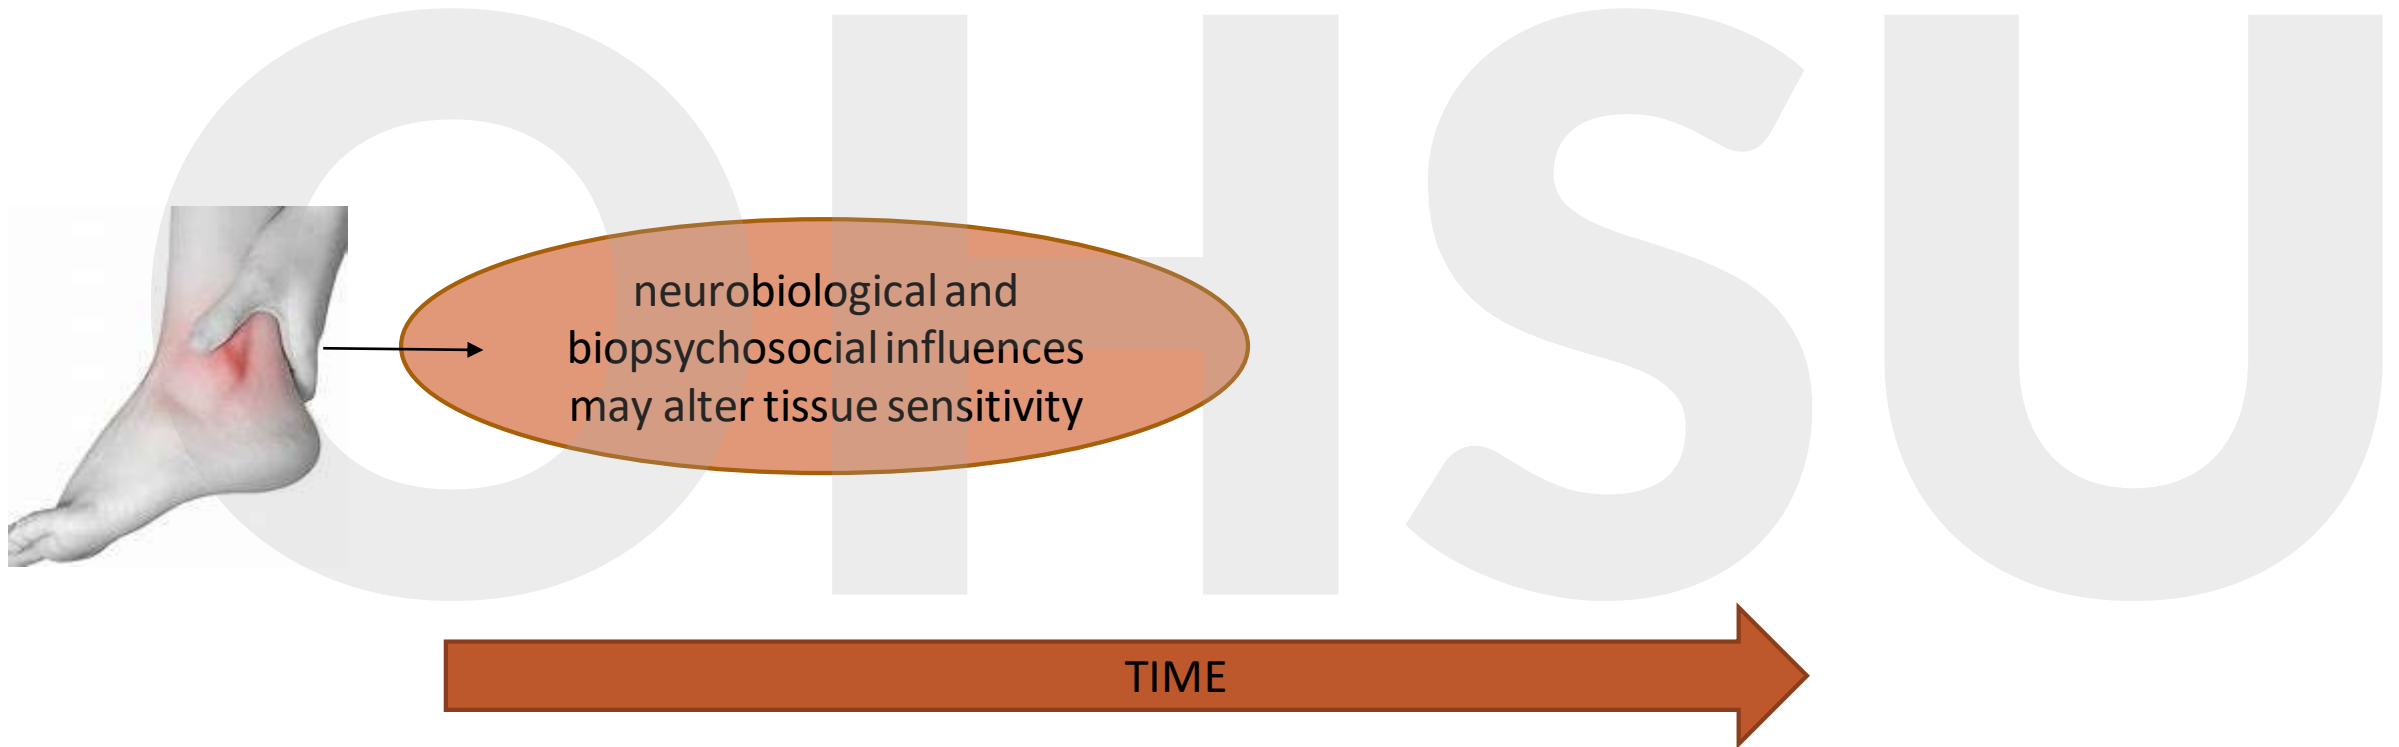 OHSU
neurobiological and
biopsychosocial influences
may alter tissue sensitivity
TIME